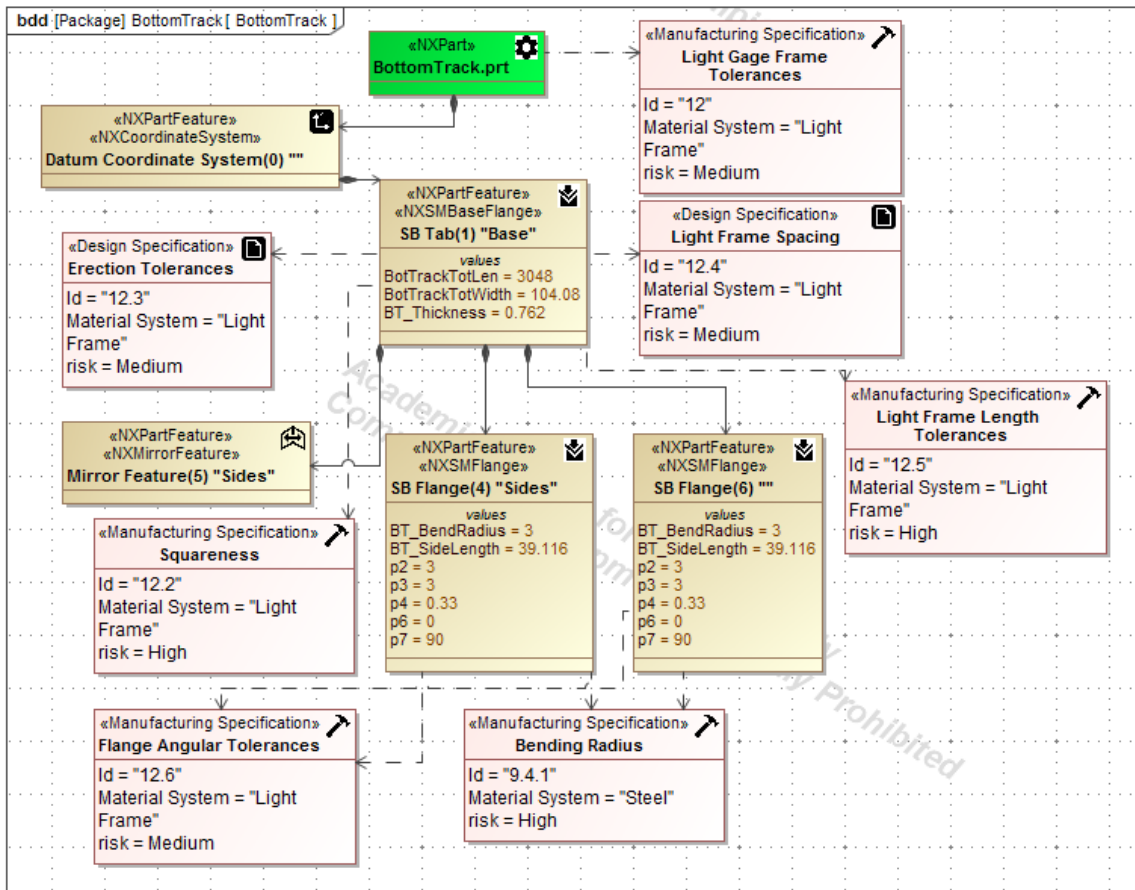 bdd [Package] BottomTrack [ BottomTrack ]
«NXPart»
BottomTrack.prt
«Manufacturing Specification»
Light Gage Frame
Tolerances
Id = "12"
Material System = "Light
Frame"
risk = Medium
«NXPartFeature»
«NXCoordinateSystem»
Datum Coordinate System(0) ""
«NXPartFeature»
«NXSMBaseFlange»
SB Tab(1) "Base"
values
BotTrackTotLen = 3048
BotTrackTotWidth = 104.08
BT_Thickness = 0.762
«Design Specification»
Light Frame Spacing
Id = "12.4"
Material System = "Light
Frame"
risk = Medium
«Design Specification»
Erection Tolerances
Id = "12.3"
Material System = "Light
Frame"
risk = Medium
«Manufacturing Specification»
Light Frame Length
Tolerances
Id = "12.5"
Material System = "Light
Frame"
risk = High
«NXPartFeature»
«NXMirrorFeature»
Mirror Feature(5) "Sides"
«NXPartFeature»
«NXSMFlange»
SB Flange(4) "Sides"
values
BT_BendRadius = 3
BT_SideLength = 39.116
p2 = 3
p3 = 3
p4 = 0.33
p6 = 0
p7 = 90
«NXPartFeature»
«NXSMFlange»
SB Flange(6) ""
values
BT_BendRadius = 3
BT_SideLength = 39.116
p2 = 3
p3 = 3
p4 = 0.33
p6 = 0
p7 = 90
«Manufacturing Specification»
Squareness
Id = "12.2"
Material System = "Light
Frame"
risk = High
«Manufacturing Specification»
Flange Angular Tolerances
Id = "12.6"
Material System = "Light
Frame"
risk = Medium
«Manufacturing Specification»
Bending Radius
Id = "9.4.1"
Material System = "Steel"
risk = High
for
Prohibited